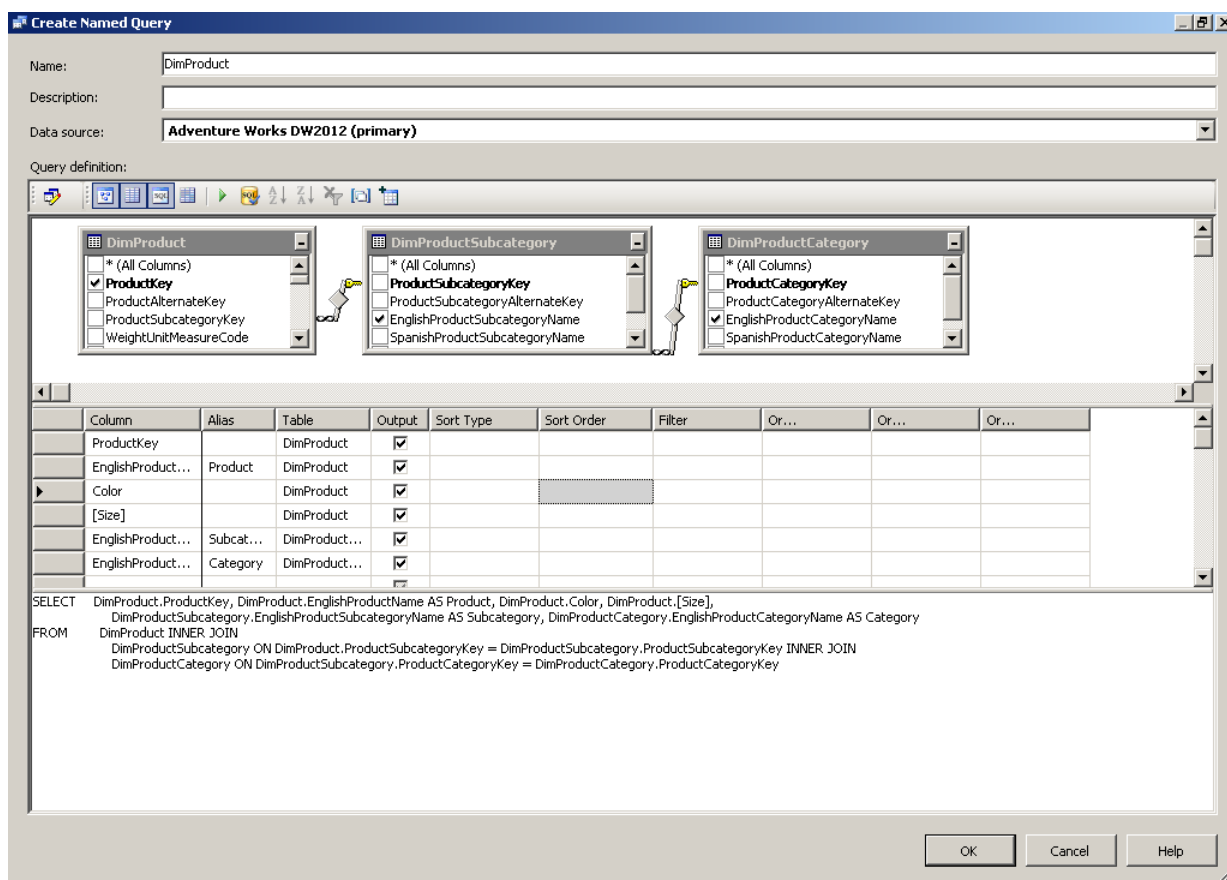 Create Named Query
Name: DimProduct
Description:
Data source: Adventure Works DW2012 (primary)
Query definition:
DimProduct
* (All Columns)
ProductKey
ProductAlternateKey
ProductSubcategoryKey
WeightUnitMeasureCode
DimProductSubcategory
* (All Columns)
ProductSubcategoryKey
ProductSubcategoryAlternateKey
EnglishProductSubcategoryName
SpanishProductSubcategoryName
DimProductCategory
* (All Columns)
ProductCategoryKey
ProductCategoryAlternateKey
EnglishProductCategoryName
SpanishProductCategoryName
Column Alias Table Output Sort Type Sort Order Filter Or... Or... Or...
ProductKey DimProduct
EnglishProduct... Product DimProduct
Color DimProduct
[Size] DimProduct
EnglishProduct... Subcat... DimProduct...
EnglishProduct... Category DimProduct...
SELECT DimProduct.ProductKey, DimProduct.EnglishProductName AS Product, DimProduct.Color, DimProduct.[Size],
DimProductSubcategory.EnglishProductSubcategoryName AS Subcategory, DimProductCategory.EnglishProductCategoryName AS Category
FROM DimProduct INNER JOIN
DimProductSubcategory ON DimProduct.ProductSubcategoryKey = DimProductSubcategory.ProductSubcategoryKey INNER JOIN
DimProductCategory ON DimProductSubcategory.ProductCategoryKey = DimProductCategory.ProductCategoryKey
OK Cancel Help